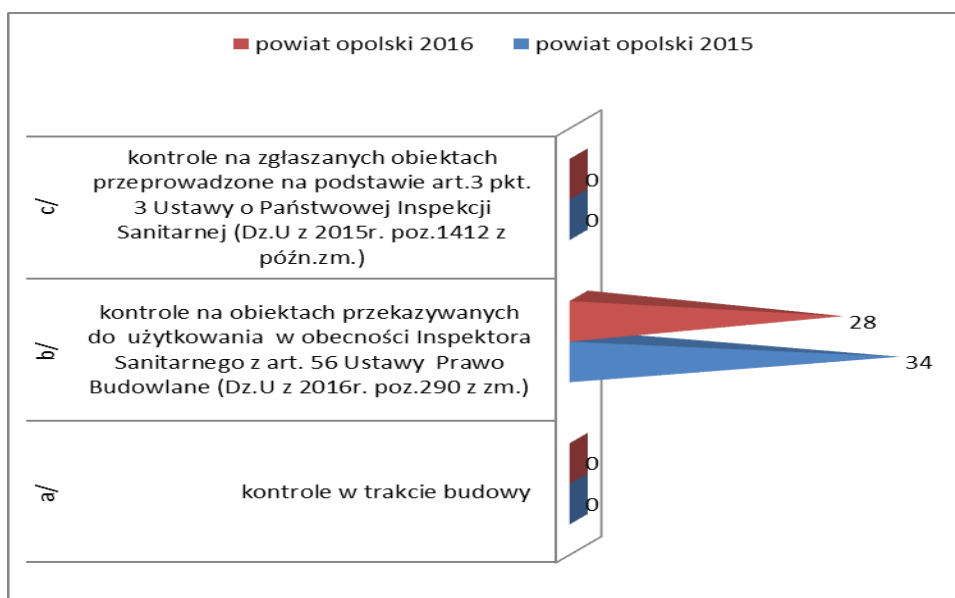 powiat opolski 2016 powiat opolski 2015
c/
kontrole na zgłaszanych obiektach
przeprowadzone na podstawie art.3 pkt.
3 Ustawy o Państwowej Inspekcji
Sanitarnej (Dz.U z 2015r. poz.1412 z
późn.zm.)
0
0
b/
kontrole na obiektach przekazywanych
do użytkowania w obecności Inspektora
Sanitarnego z art. 56 Ustawy Prawo
Budowlane (Dz.U z 2016r. poz.290 z zm.)
28
34
a/
kontrole w trakcie budowy
0
0